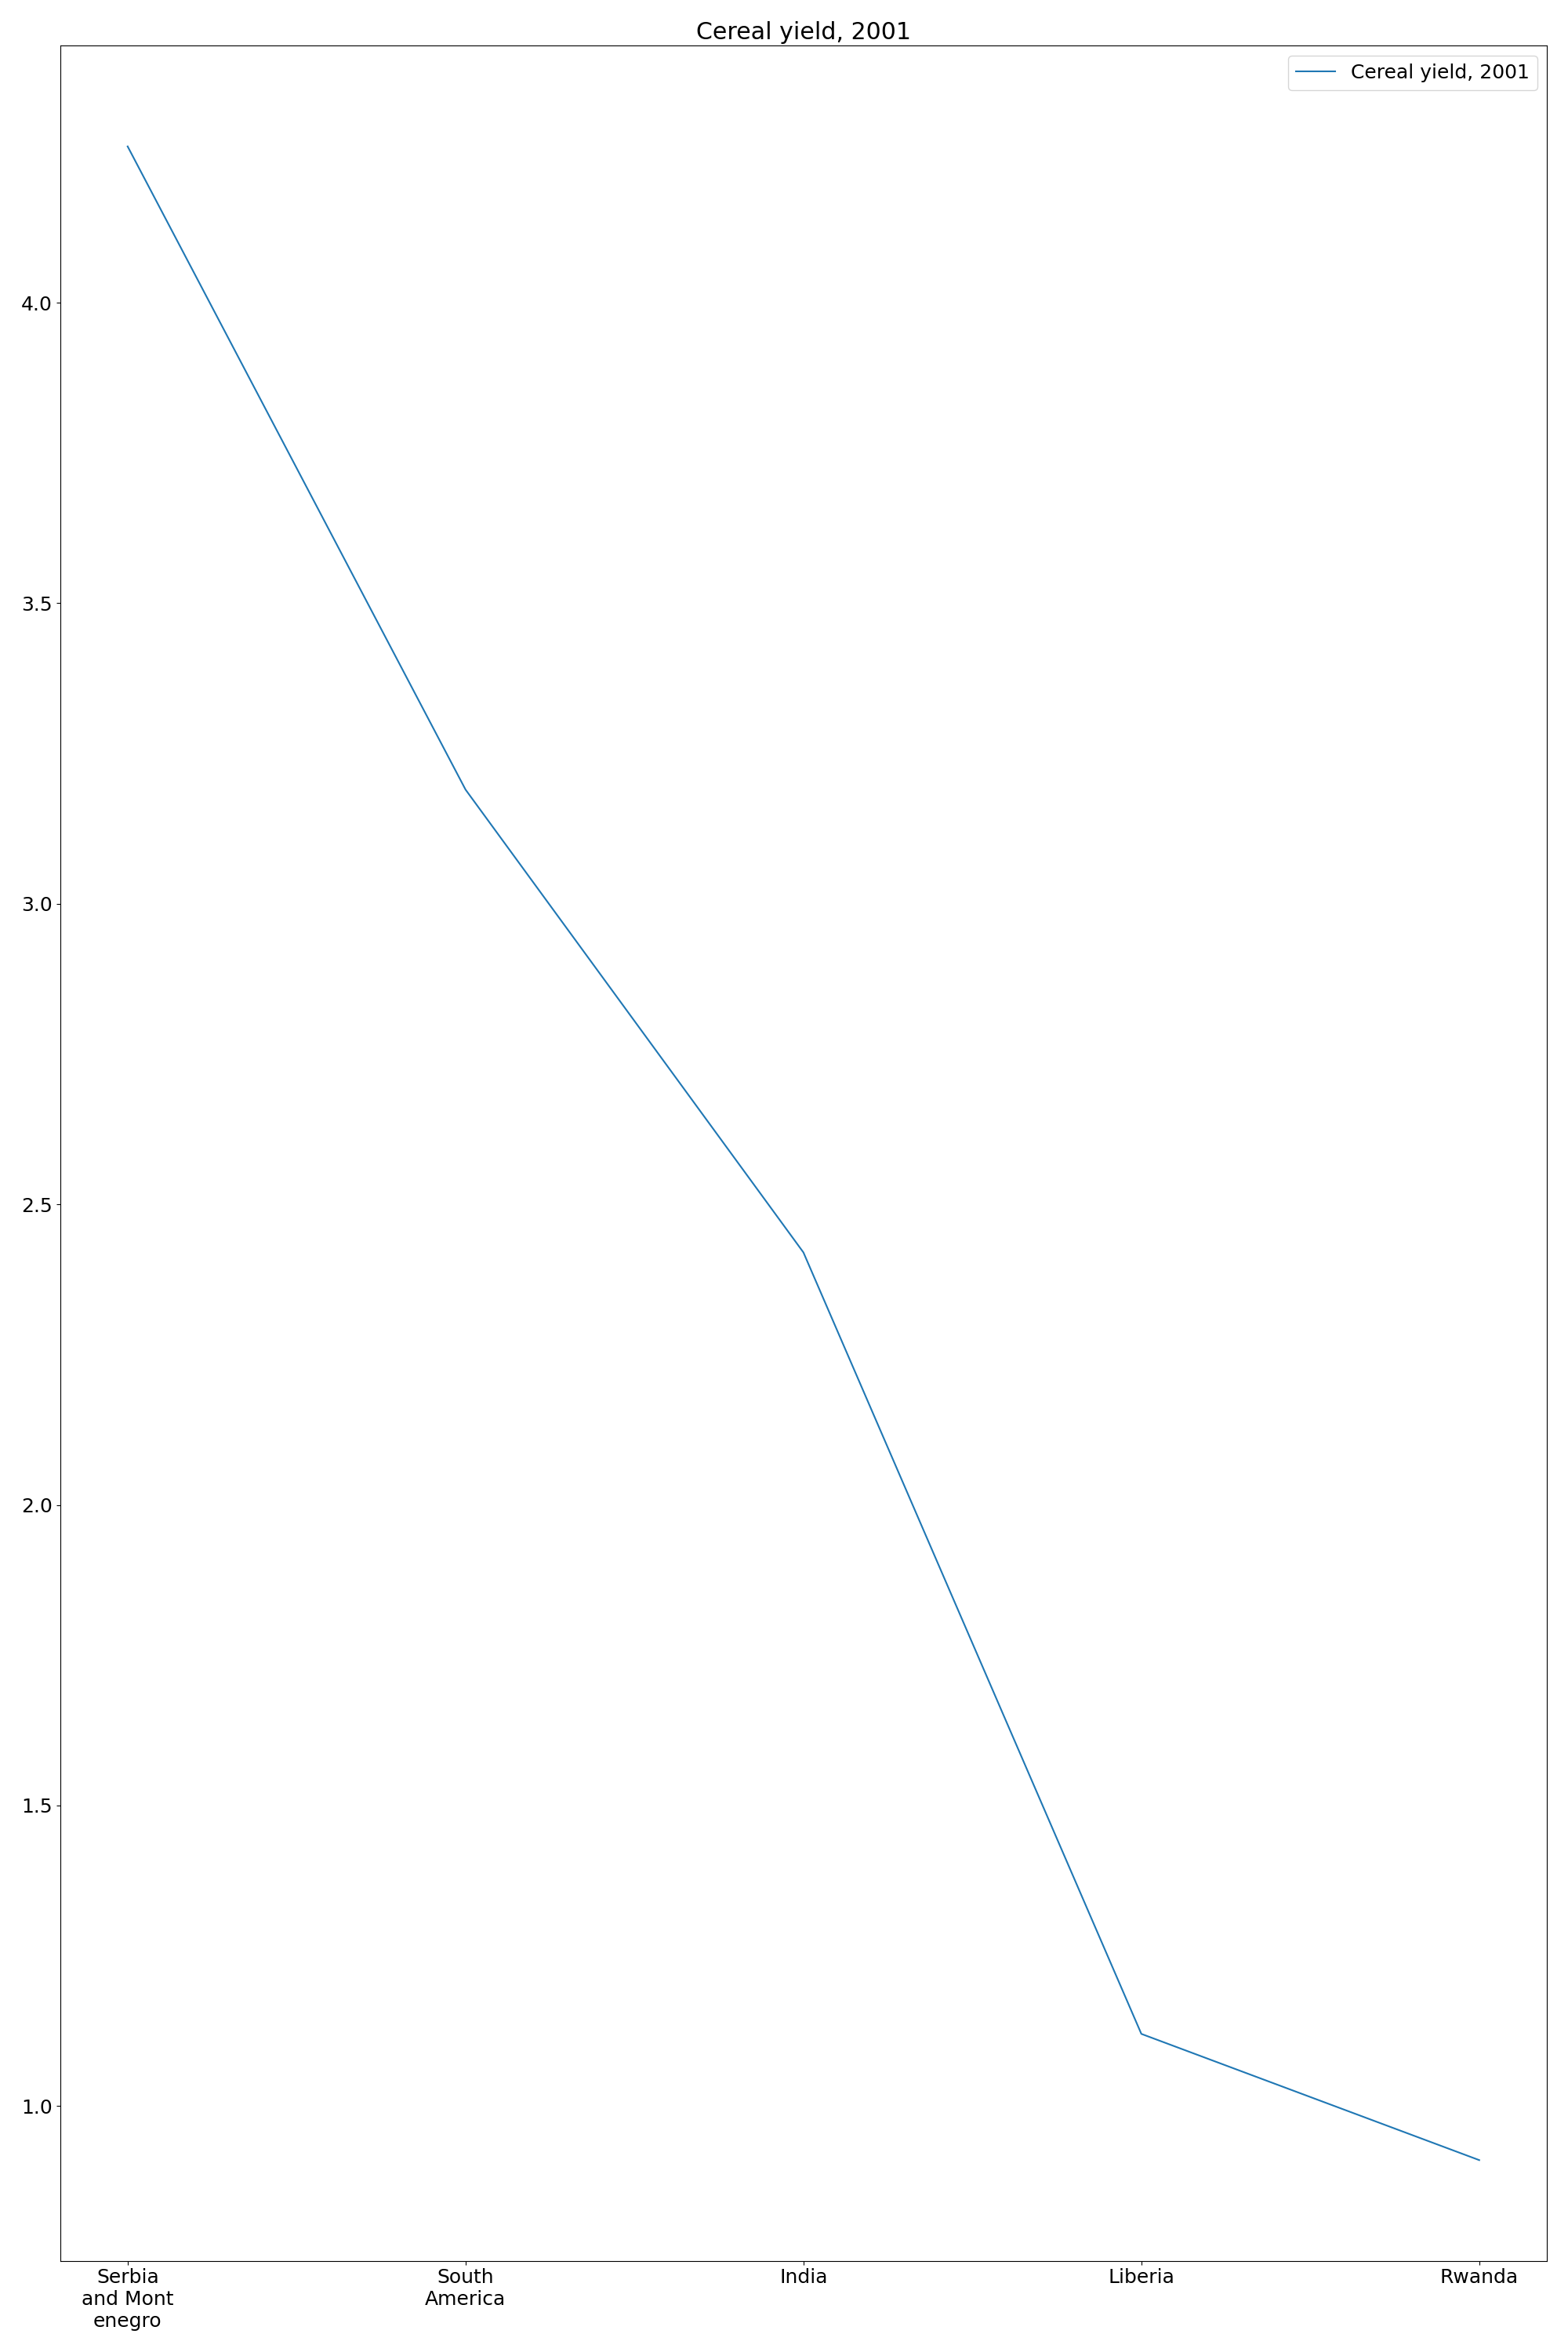 Cereal yield, 2001
Cereal yield, 2001
4.0
3.5
3.0
2.5
2.0
1.5
1.0
Serbia
and Mont
enegro
South
America
India
Liberia
Rwanda